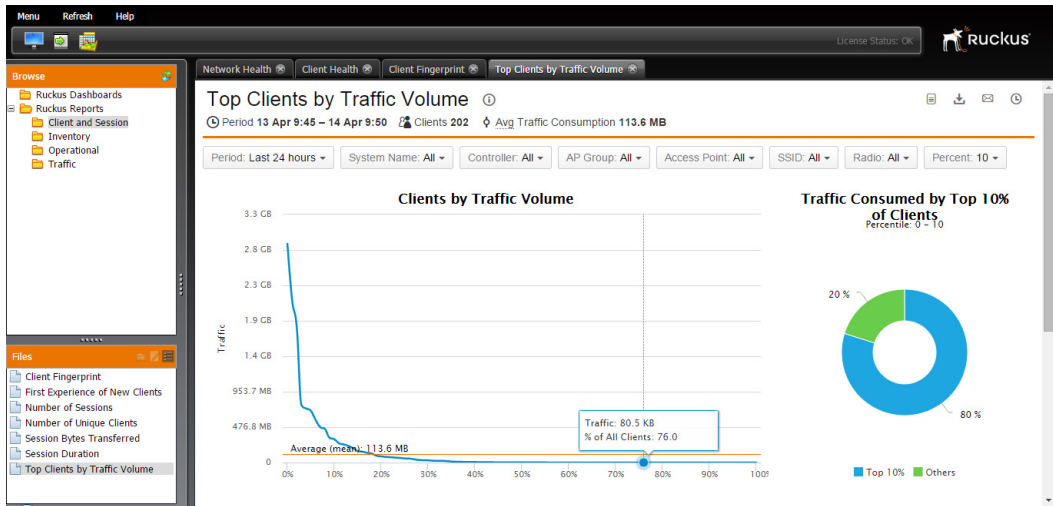 Menu Refresh Help
License Status: OK
Ruckus
Browse
Ruckus Dashboards
Ruckus Reports
Client and Session
Inventory
Operational
Traffic
Files
Client Fingerprint
First Experience of New Clients
Number of Sessions
Number of Unique Clients
Session Bytes Transferred
Session Duration
Top Clients by Traffic Volume
Network Health Client Health Client Fingerprint Top Clients by Traffic Volume
Top Clients by Traffic Volume
Period 13 Apr 9:45 – 14 Apr 9:50 Clients 202 Avg Traffic Consumption 113.6 MB
Period: Last 24 hours System Name: All Controller: All AP Group: All Access Point: All SSID: All Radio: All Percent: 10
Clients by Traffic Volume
3.3 GB
2.8 GB
2.3 GB
1.9 GB
1.4 GB
953.7 MB
476.8 MB
0
Traffic
Average (mean): 113.6 MB
Traffic: 80.5 KB
% of All Clients: 76.0
0% 10% 20% 30% 40% 50% 60% 70% 80% 90% 100
Traffic Consumed by Top 10%
of Clients
Percentile: 0 – 10
20 %
80 %
Top 10% Others